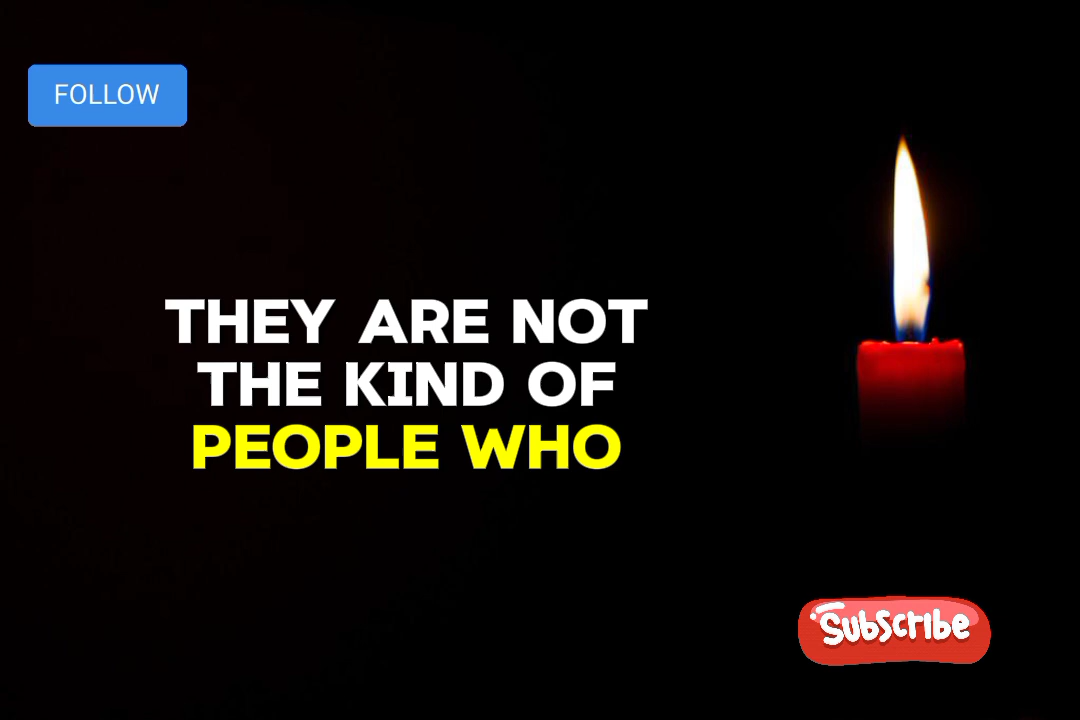 FOLLOW
THEY ARE NOT
THE KIND OF
PEOPLE WHO
Subscribe